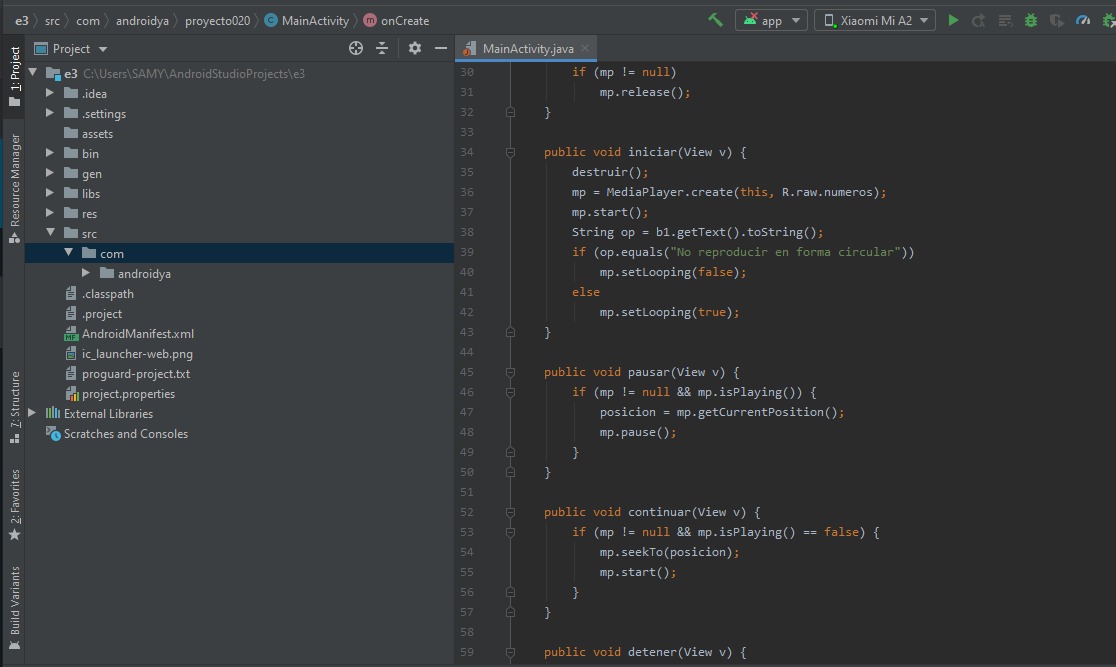 e3 src com androidya proyecto020 MainActivity onCreate app Xiaomi Mi A2
Project
MainActivity.java
1: Project
Resource Manager
7: Structure
2: Favorites
Build Variants
e3 C:\Users\SAMY\AndroidStudioProjects\e3
.idea
.settings
assets
bin
gen
libs
res
src
com
androidya
.classpath
.project
AndroidManifest.xml
ic_launcher-web.png
proguard-project.txt
project.properties
External Libraries
Scratches and Consoles
30 if (mp != null)
31 mp.release();
32 }
33
34 public void iniciar(View v) {
35 destruir();
36 mp = MediaPlayer.create(this, R.raw.numeros);
37 mp.start();
38 String op = b1.getText().toString();
39 if (op.equals("No reproducir en forma circular"))
40 mp.setLooping(false);
41 else
42 mp.setLooping(true);
43 }
44
45 public void pausar(View v) {
46 if (mp != null && mp.isPlaying()) {
47 posicion = mp.getCurrentPosition();
48 mp.pause();
49 }
50 }
51
52 public void continuar(View v) {
53 if (mp != null && mp.isPlaying() == false) {
54 mp.seekTo(posicion);
55 mp.start();
56 }
57 }
58
59 public void detener(View v) {